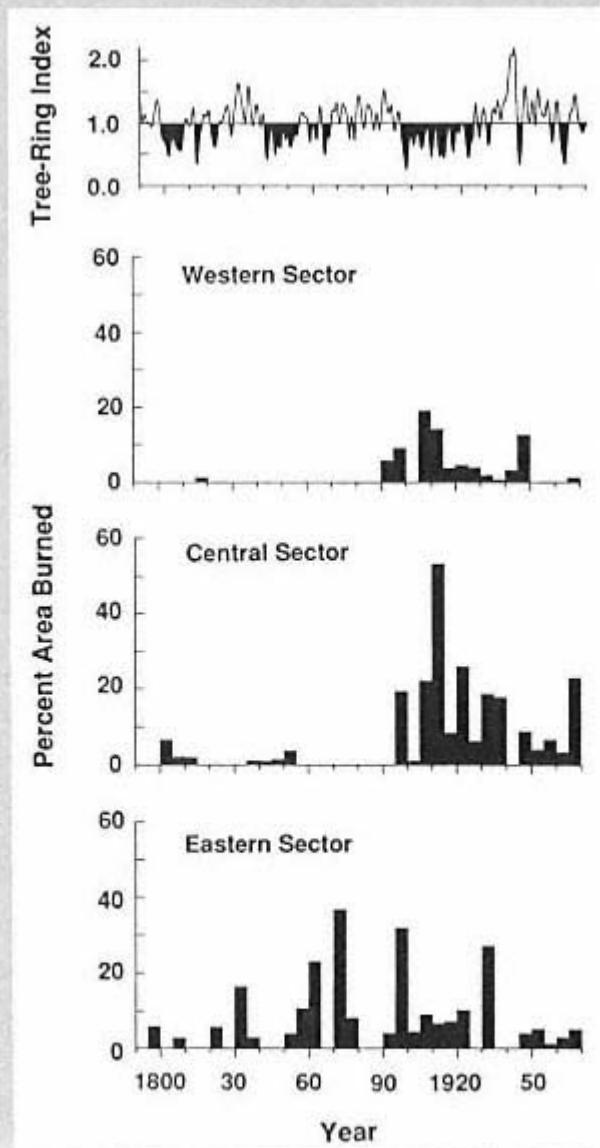 Tree-Ring Index
2.0
1.0
0.0
Percent Area Burned
Western Sector
60
40
20
0
Central Sector
60
40
20
0
Eastern Sector
60
40
20
0
1800 30 60 90 1920 50
Year